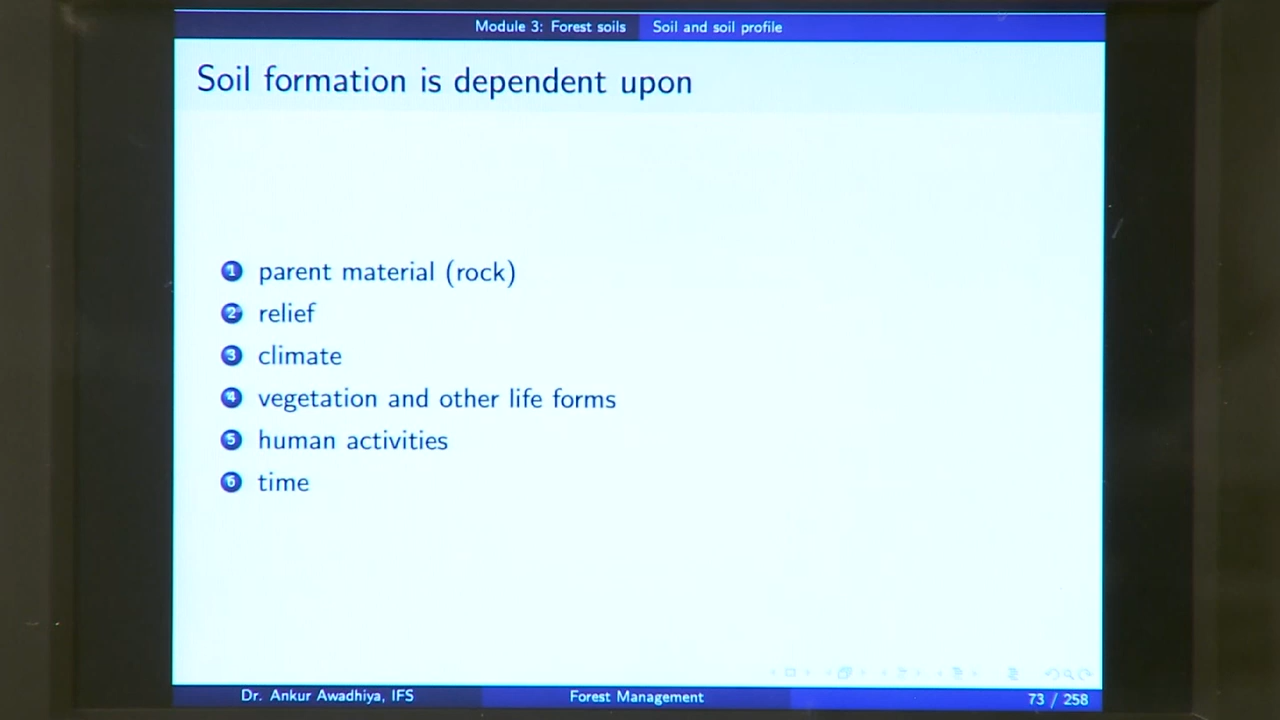 Module 3: Forest soils Soil and soil profile
Soil formation is dependent upon
1 parent material (rock)
2 relief
3 climate
4 vegetation and other life forms
5 human activities
6 time
Dr. Ankur Awadhiya, IFS Forest Management 73 / 258